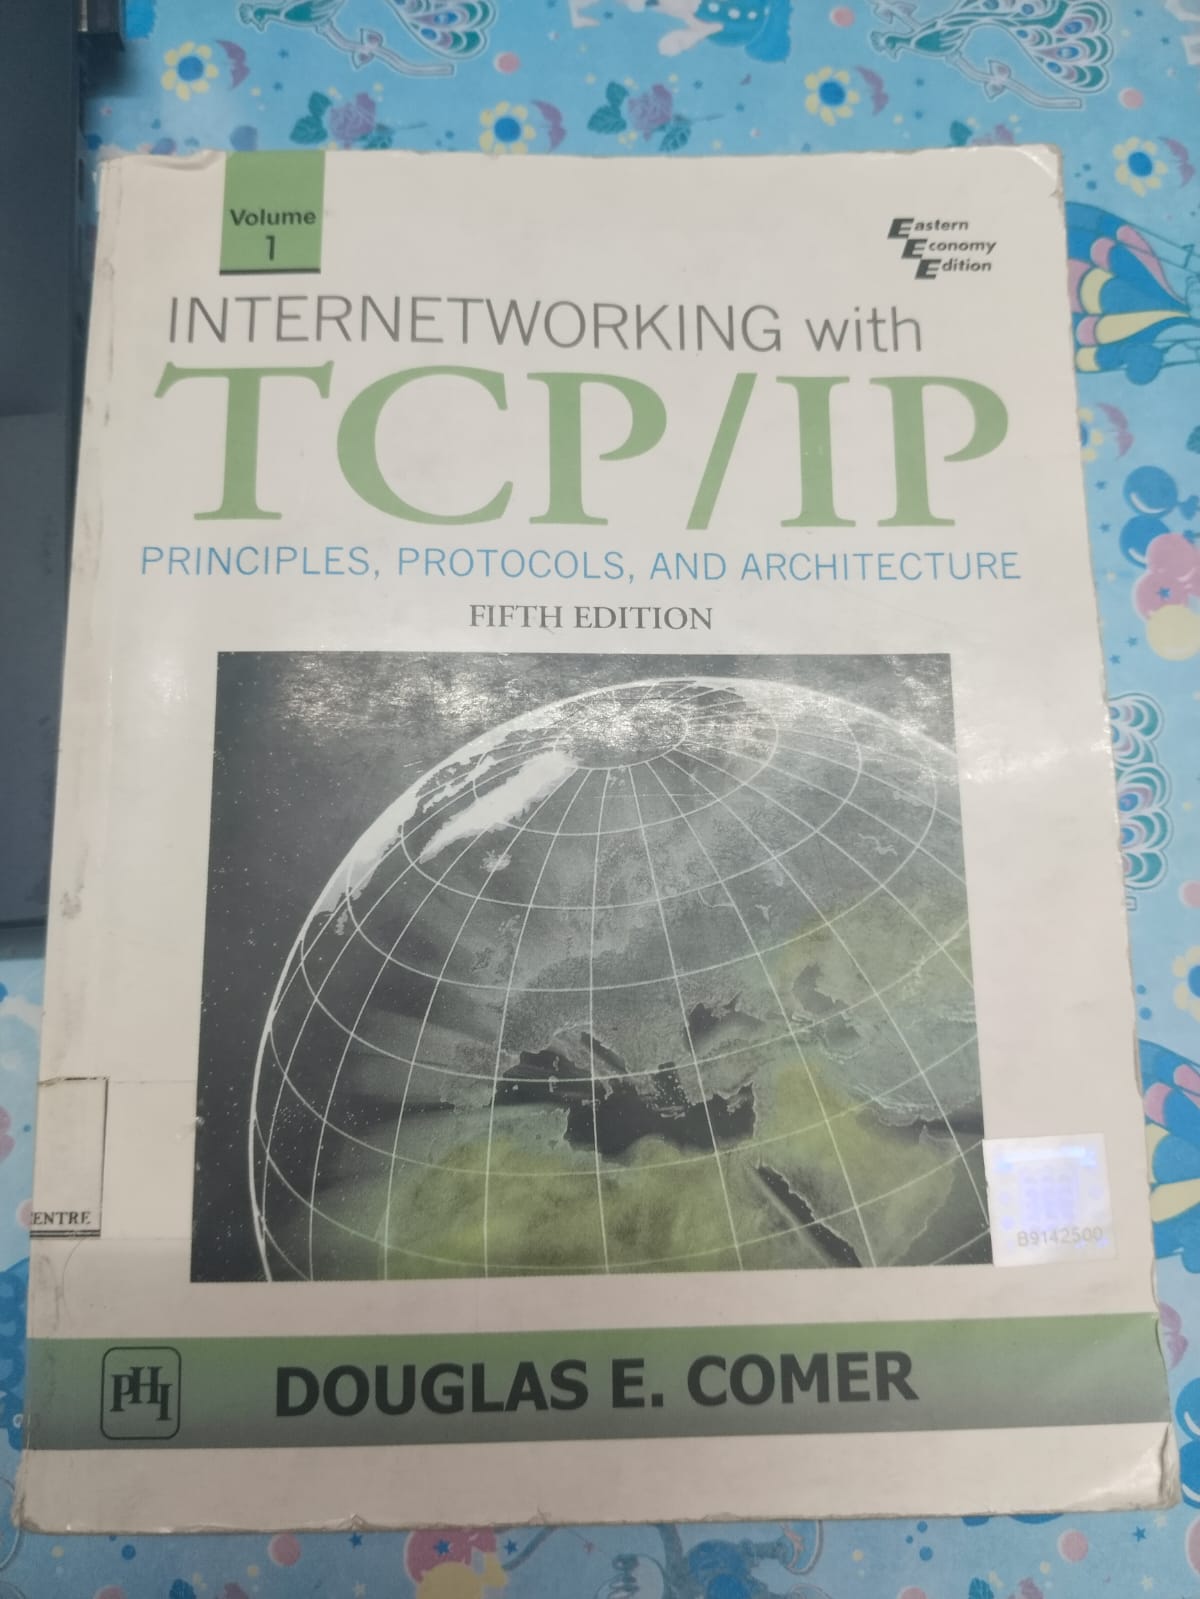 Volume
1
Eastern
Economy
Edition
INTERNETWORKING with
TCP/IP
PRINCIPLES, PROTOCOLS, AND ARCHITECTURE
FIFTH EDITION
ENTRE
B9142500
PHI
DOUGLAS E. COMER